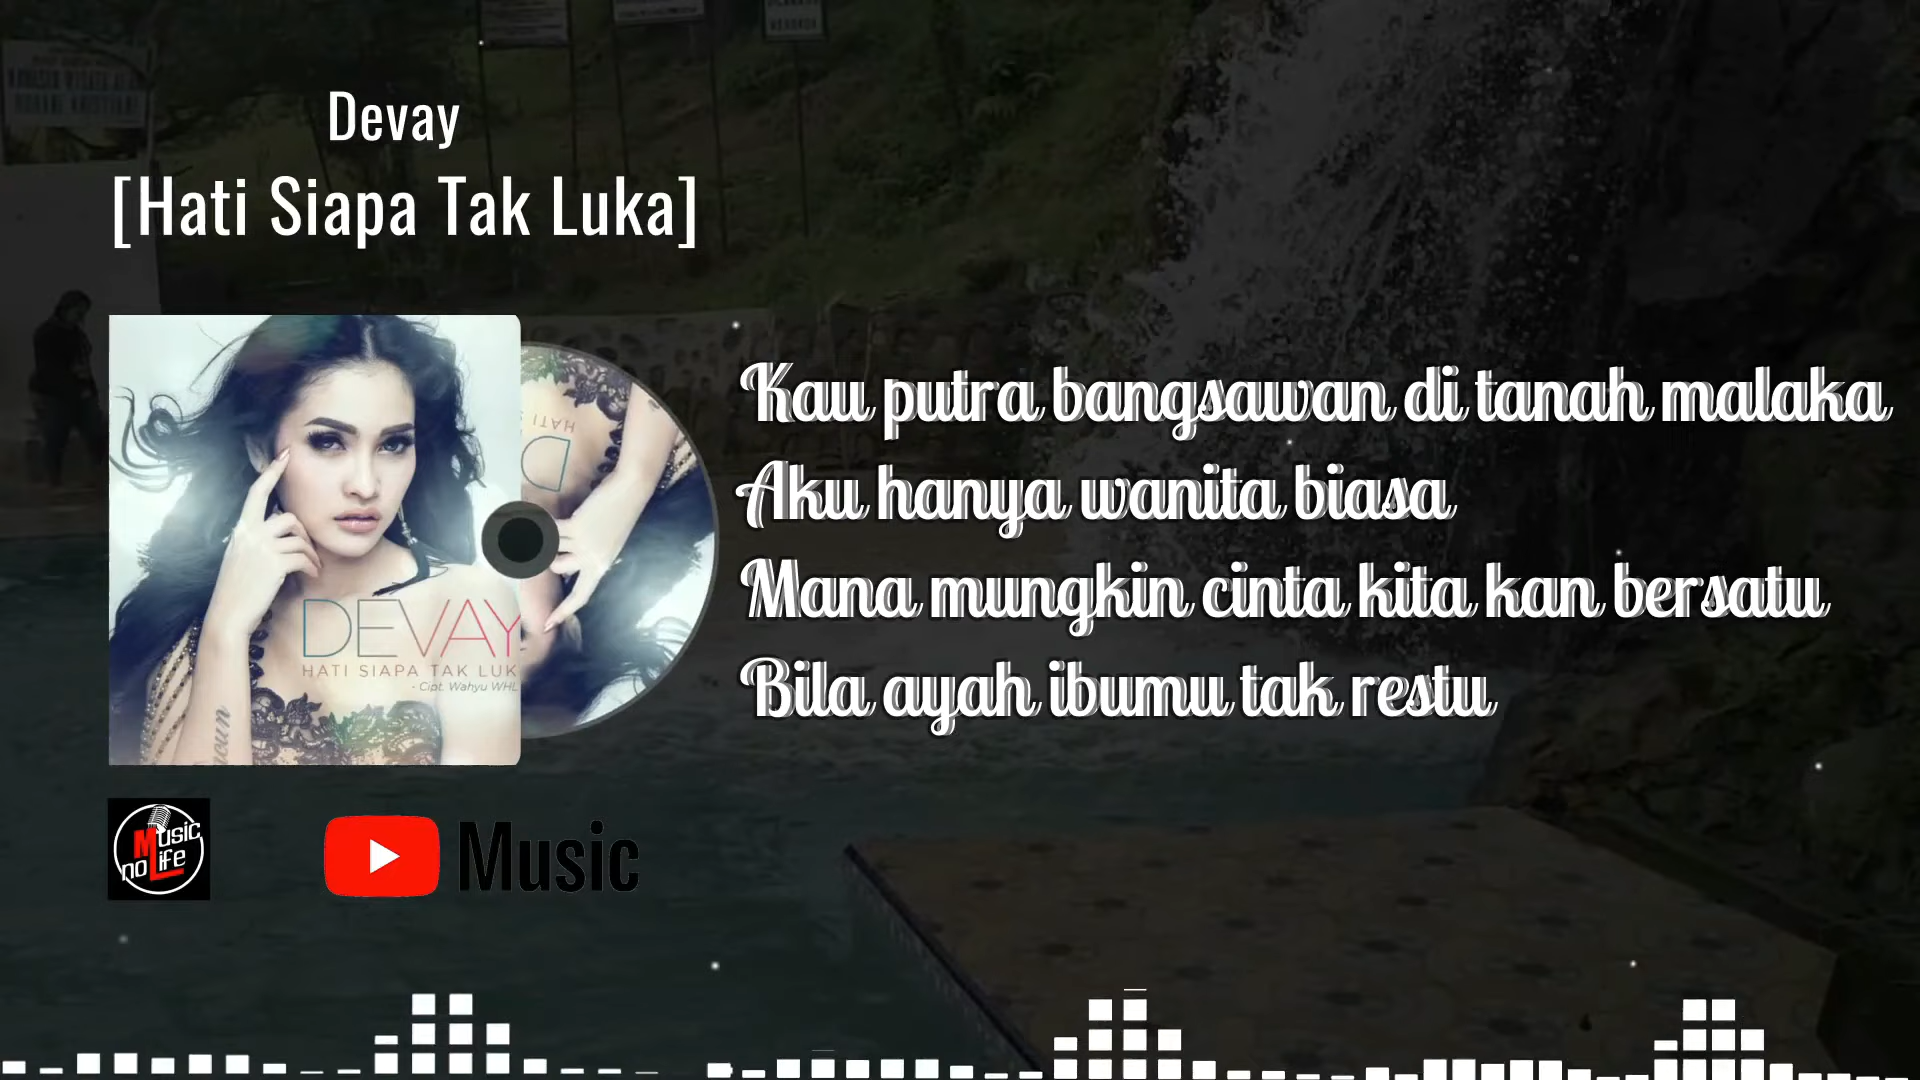 Devay
[Hati Siapa Tak Luka]
Kau putra bangsawan di tanah malaka
Aku hanya wanita biasa
Mana mungkin cinta kita kan bersatu
Bila ayah ibumu tak restu
DEVAY
HATI SIAPA TAK LUK
- Cipt. Wahyu WHL
D
HATI S
Music
no Life
Music